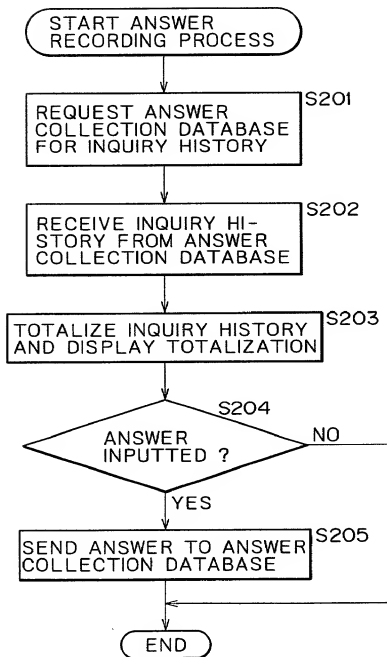 START ANSWER
RECORDING PROCESS
S201
REQUEST ANSWER
COLLECTION DATABASE
FOR INQUIRY HISTORY
S202
RECEIVE INQUIRY HI-
STORY FROM ANSWER
COLLECTION DATABASE
S203
TOTALIZE INQUIRY HISTORY
AND DISPLAY TOTALIZATION
S204
ANSWER
INPUTTED ?
NO
YES
S205
SEND ANSWER TO ANSWER
COLLECTION DATABASE
END